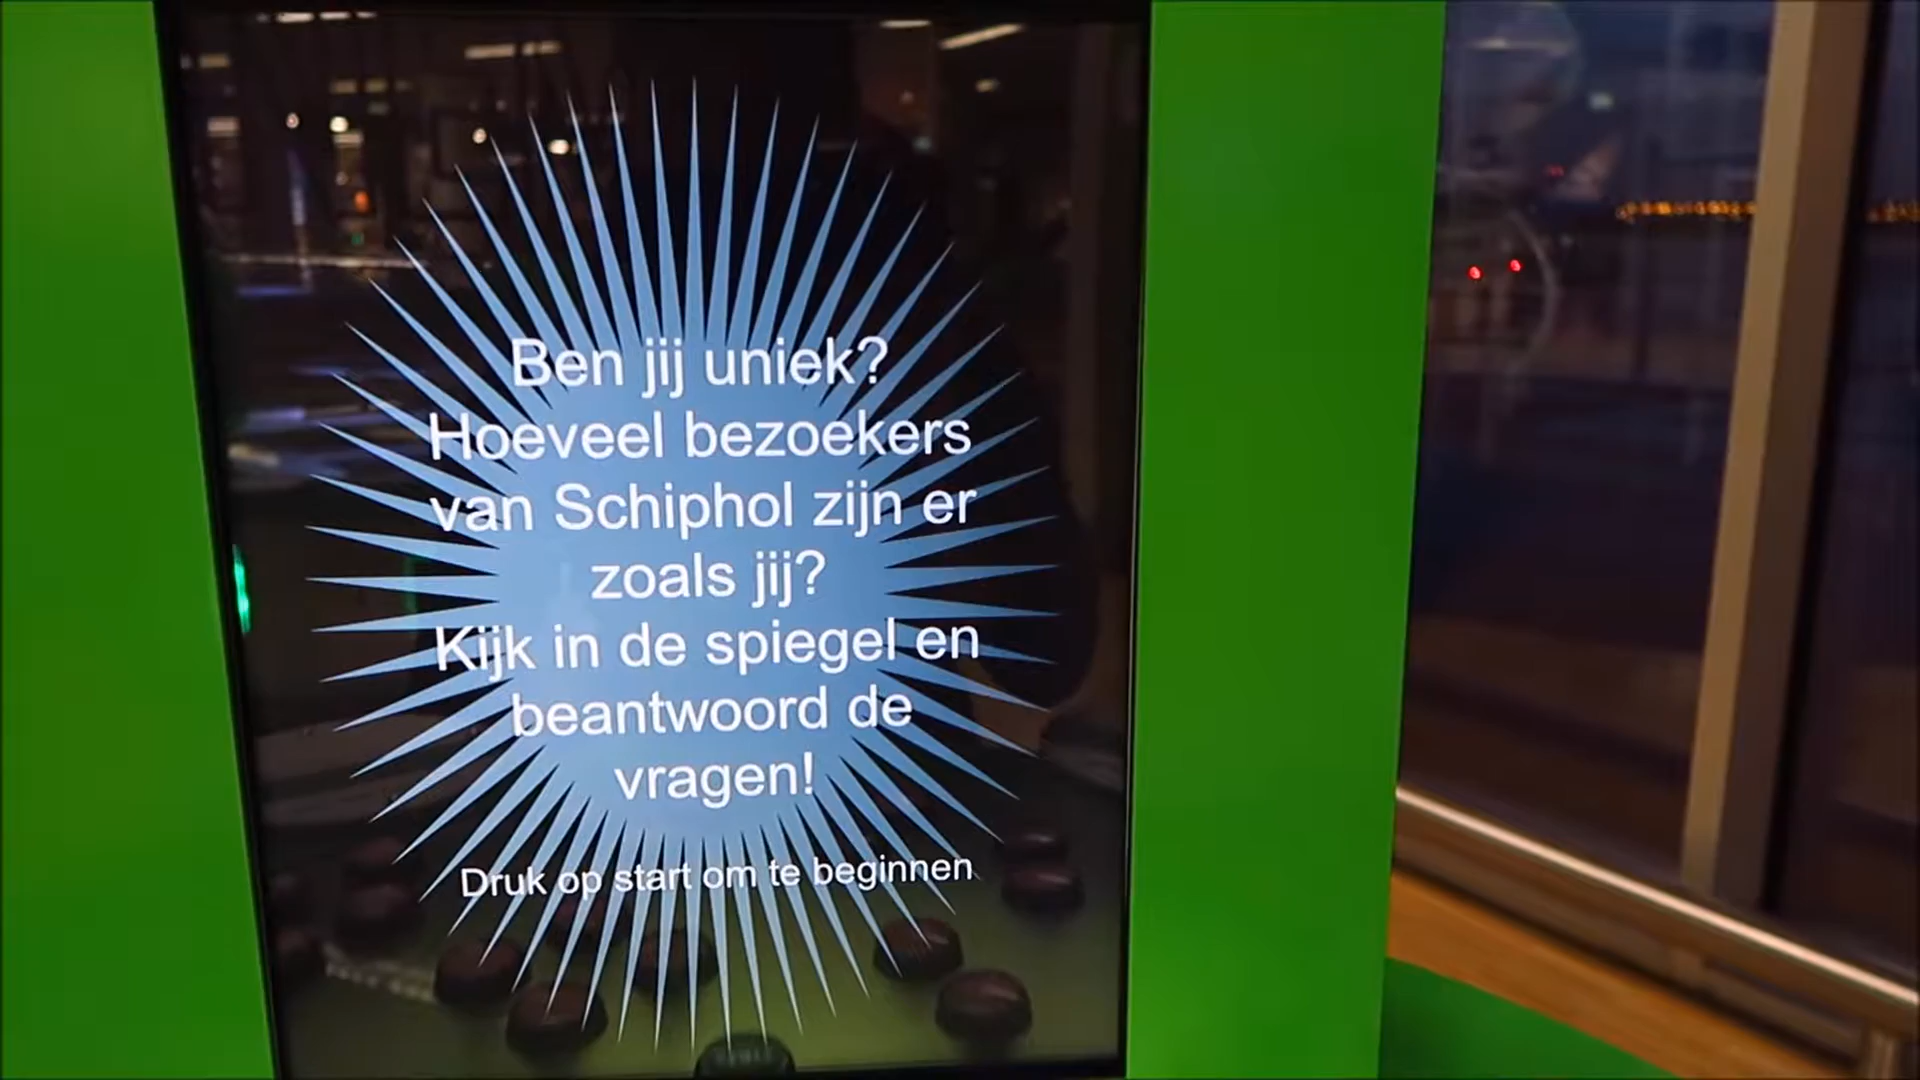 Ben jij uniek?
Hoeveel bezoekers
van Schiphol zijn er
zoals jij?
Kijk in de spiegel en
beantwoord de
vragen!
Druk op start om te beginnen